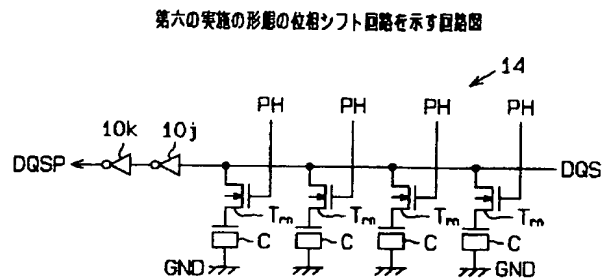 第六の実施の形態の位相シフト回路を示す回路図
14
PH PH PH PH
10k 10j
DQSP DQS
Tm Tm Tm Tm
C C C C
GND GND